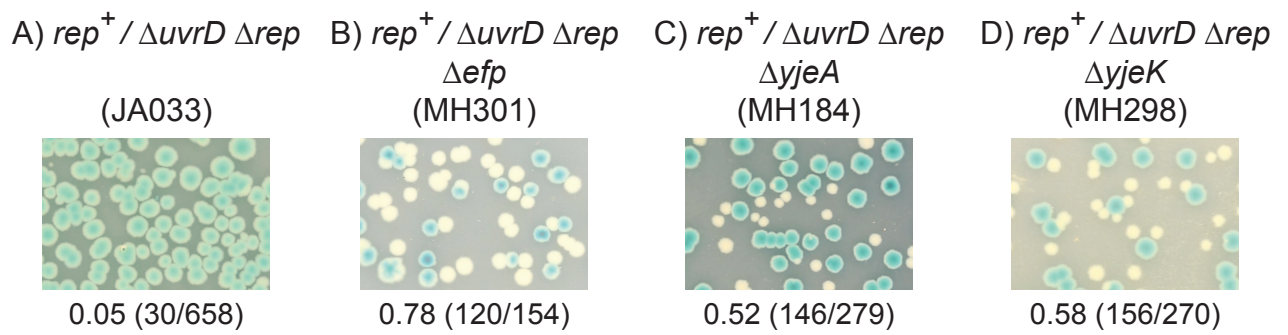 A) rep+ / ΔuvrD Δrep
(JA033)
0.05 (30/658)
B) rep+ / ΔuvrD Δrep
Δefp
(MH301)
0.78 (120/154)
C) rep+ / ΔuvrD Δrep
ΔyjeA
(MH184)
0.52 (146/279)
D) rep+ / ΔuvrD Δrep
ΔyjeK
(MH298)
0.58 (156/270)